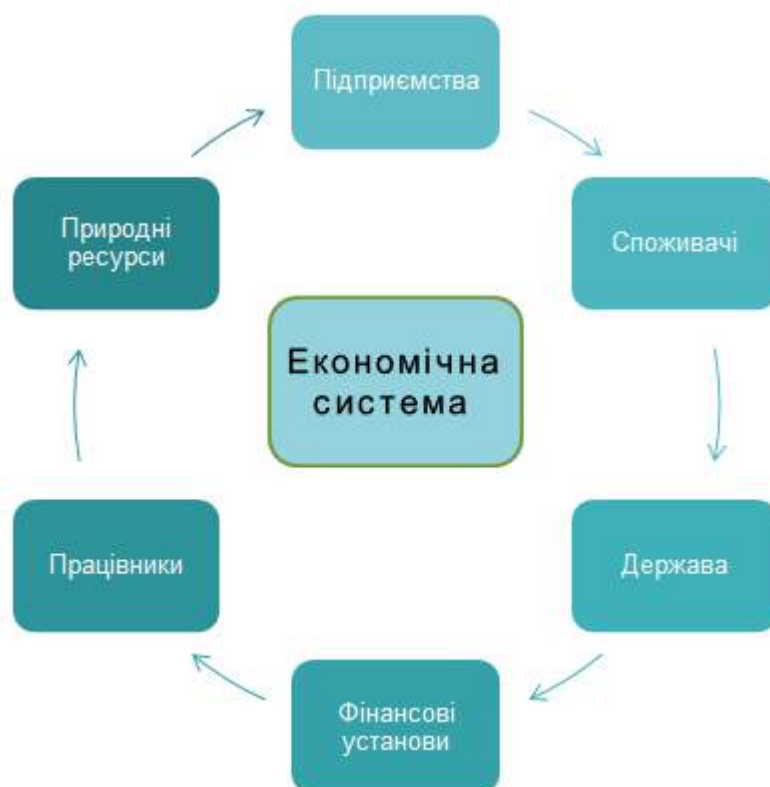 Підприємства
Споживачі
Держава
Фінансові
установи
Працівники
Природні
ресурси
Економічна
система